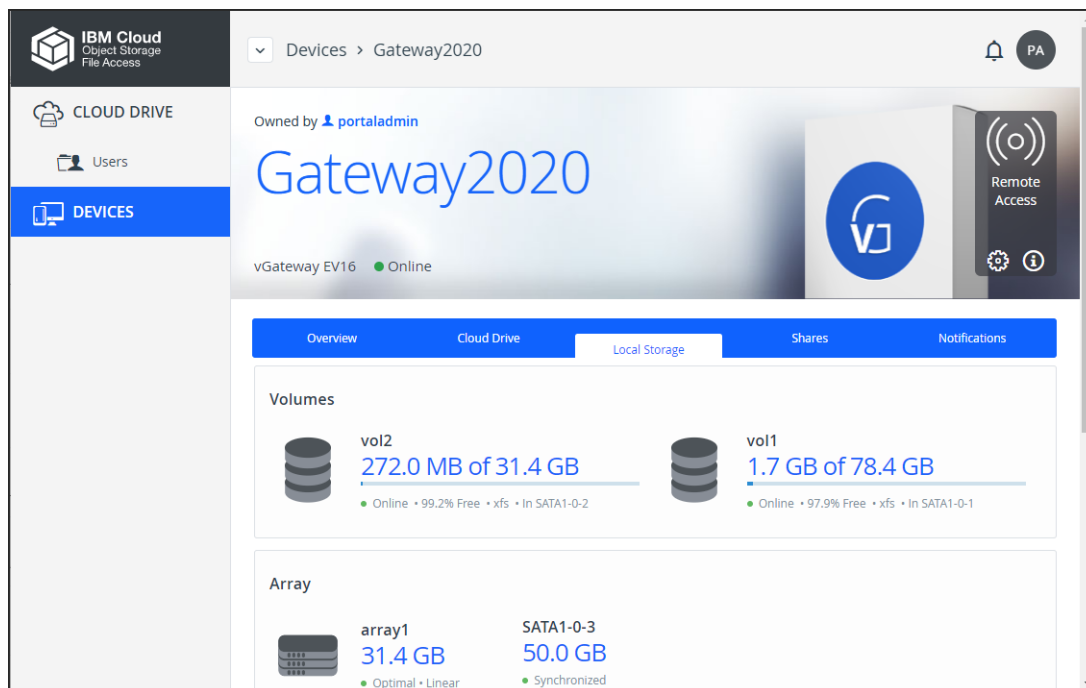 IBM Cloud
Object Storage
File Access
Devices > Gateway2020
PA
CLOUD DRIVE
Users
DEVICES
Owned by portaladmin
Gateway2020
vGateway EV16 ● Online
Remote
Access
Overview
Cloud Drive
Local Storage
Shares
Notifications
Volumes
vol2
272.0 MB of 31.4 GB
● Online • 99.2% Free • xfs • In SATA1-0-2
vol1
1.7 GB of 78.4 GB
● Online • 97.9% Free • xfs • In SATA1-0-1
Array
array1
31.4 GB
● Optimal • Linear
SATA1-0-3
50.0 GB
● Synchronized